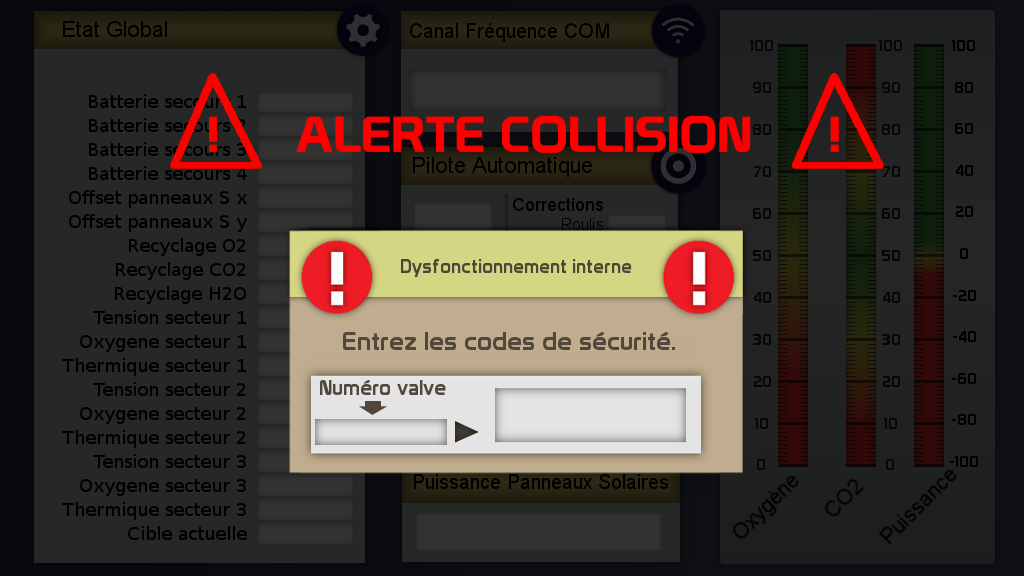 Etat Global
Batterie secours 1
Batterie secours 2
Batterie secours 3
Batterie secours 4
Offset panneaux S x
Offset panneaux S y
Recyclage O2
Recyclage CO2
Recyclage H2O
Tension secteur 1
Oxygene secteur 1
Thermique secteur 1
Tension secteur 2
Oxygene secteur 2
Thermique secteur 2
Tension secteur 3
Oxygene secteur 3
Thermique secteur 3
Cible actuelle
Canal Fréquence COM
! ALERTE COLLISION !
Pilote Automatique
Corrections
Roulis
! Dysfonctionnement interne !
Entrez les codes de sécurité.
Numéro valve
Puissance Panneaux Solaires
100 100 100
90 90 80
80 80 60
70 70 40
60 60 20
50 50 0
40 40 -20
30 30 -40
20 20 -60
10 10 -80
0 0 -100
Oxygène
CO2
Puissance